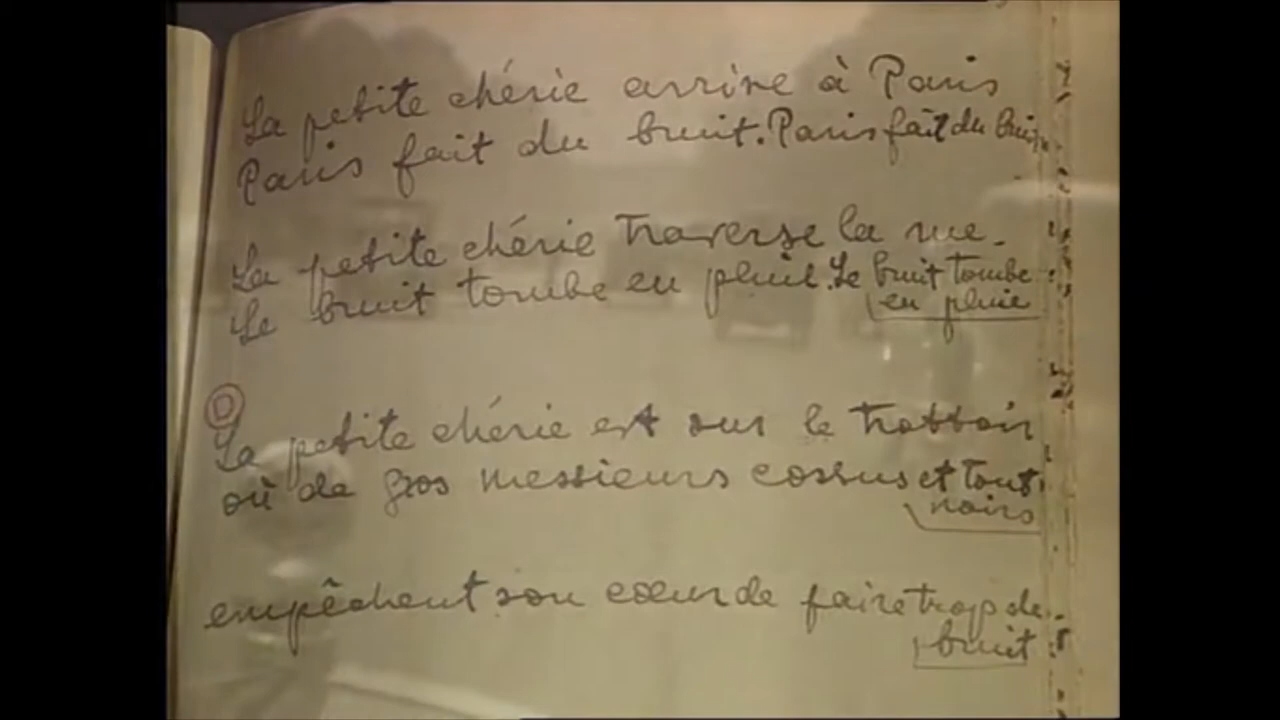 La petite chérie arrive à Paris
Paris fait du bruit. Paris fait du bruit
La petite chérie traverse la rue.
Le bruit tombe en pluie. Le bruit tombe
en pluie
D
La petite chérie est sur le trottoir
où de gros messieurs cossus et tout
noirs
empêchent son cœur de faire trop de
bruit